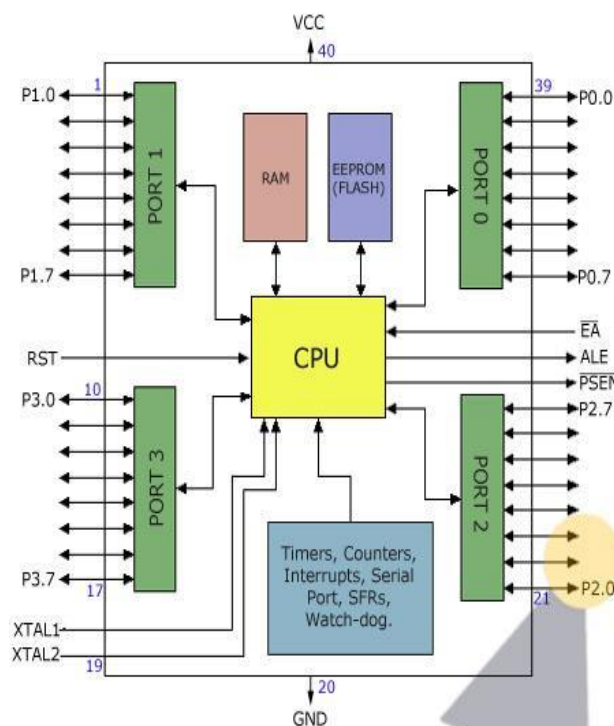 VCC
40
1
39
P1.0
P0.0
PORT 1
RAM
EEPROM
(FLASH)
PORT 0
P1.7
P0.7
EA
CPU
RST
ALE
PSEN
P3.0
10
P2.7
PORT 3
PORT 2
Timers, Counters,
Interrupts, Serial
Port, SFRs,
Watch-dog.
P3.7
17
21
P2.0
XTAL1
XTAL2
19
20
GND